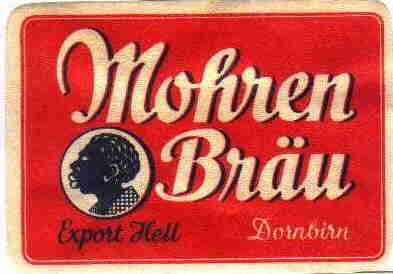 Mohren
Bräu
Export Hell Dornbirn